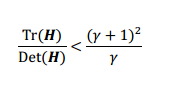 Tr(H) / Det(H) < (γ + 1)² / γ